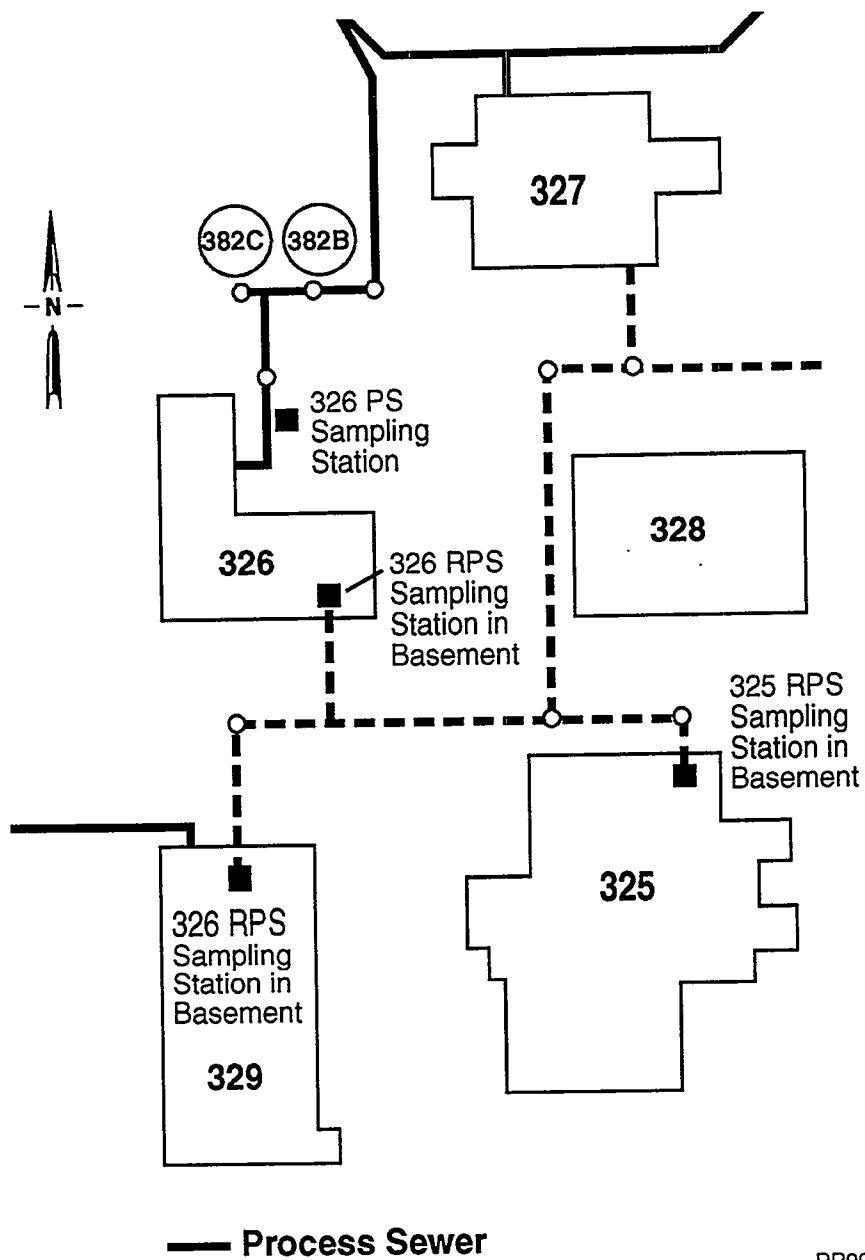 327
382C
382B
N
326 PS
Sampling
Station
328
326
326 RPS
Sampling
Station in
Basement
325 RPS
Sampling
Station in
Basement
325
326 RPS
Sampling
Station in
Basement
329
Process Sewer